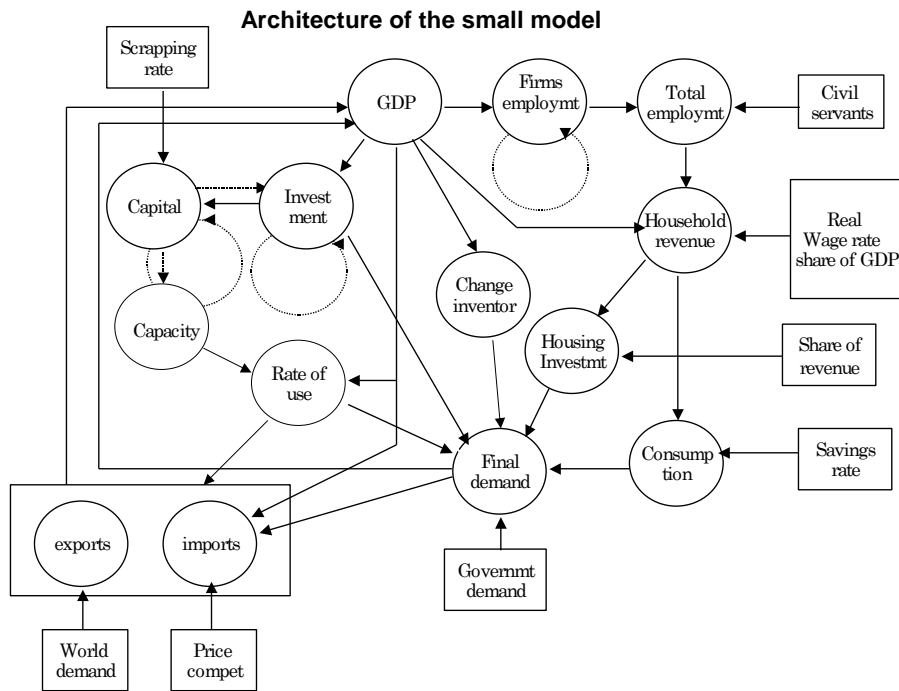 Architecture of the small model
Scrapping
rate
GDP
Firms
employmt
Total
employmt
Civil
servants
Capital
Invest
ment
Household
revenue
Real
Wage rate
share of GDP
Change
inventor
Capacity
Housing
Investmt
Share of
revenue
Rate of
use
Final
demand
Consump
tion
Savings
rate
exports
imports
Governmt
demand
World
demand
Price
compet